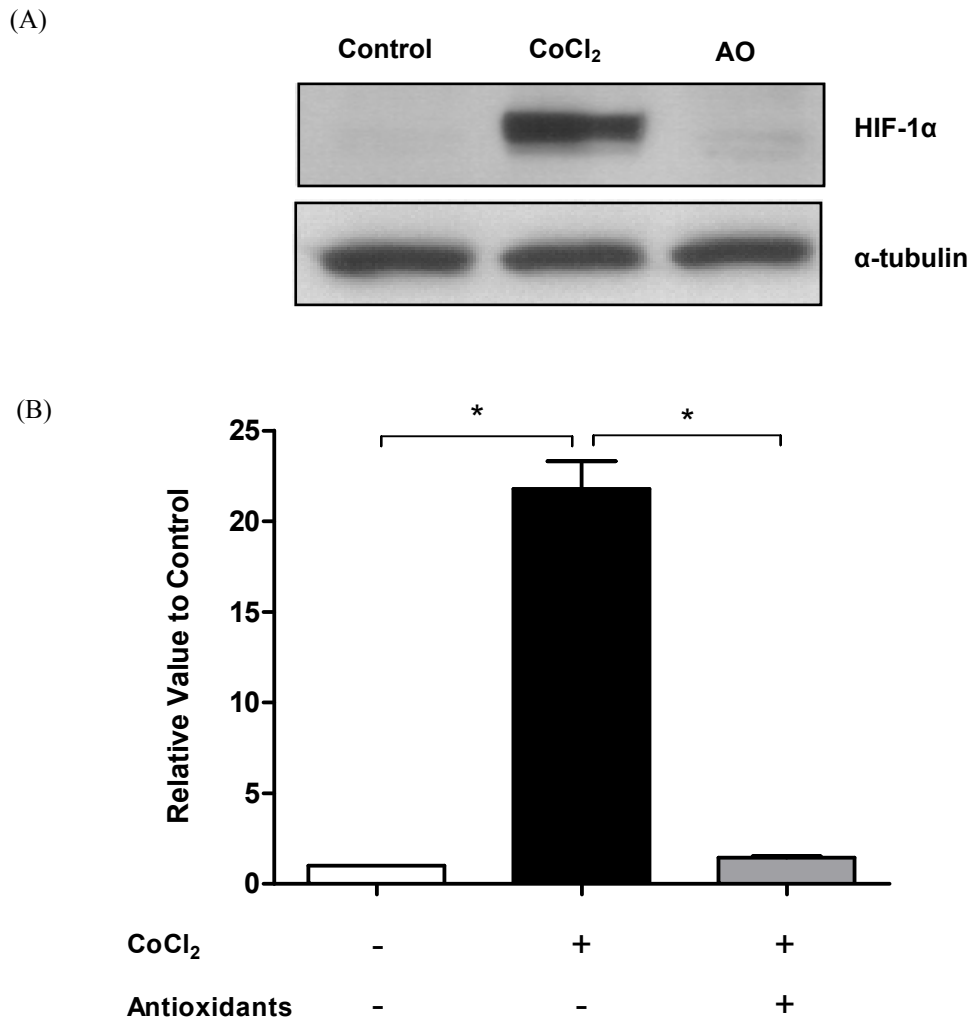 (A)
Control CoCl₂ AO
HIF-1α
α-tubulin
(B)
* *
25
20
15
10
5
0
Relative Value to Control
CoCl₂ - + +
Antioxidants - - +